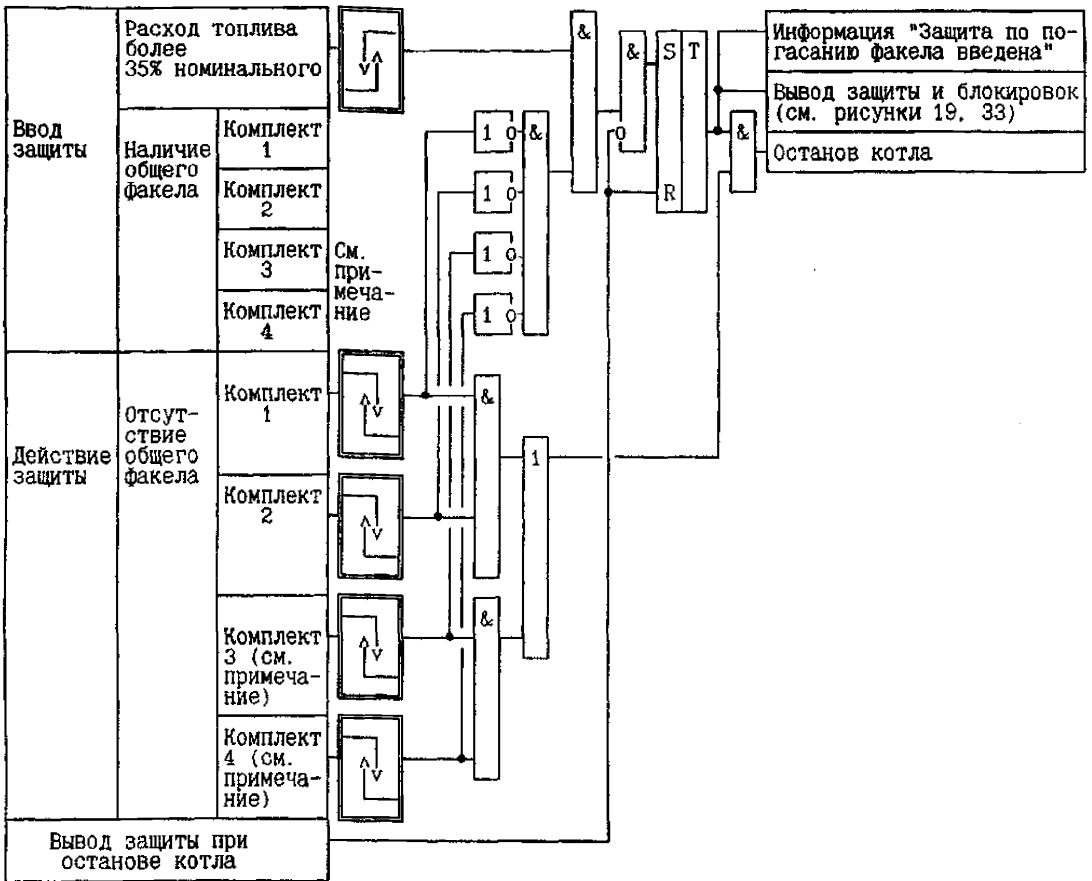 Ввод
защиты
Расход топлива
более
35% номинального
Наличие
общего
факела
Комплект
1
Комплект
2
Комплект
3
Комплект
4
См.
при-
меча-
ние
Действие
защиты
Отсут-
ствие
общего
факела
Комплект
1
Комплект
2
Комплект
3 (см.
примеча-
ние)
Комплект
4 (см.
примеча-
ние)
Вывод защиты при
останове котла
1
1
1
1
&
&
&
1
&
&
S T
R
&
Информация "Защита по по-
гасанию факела введена"
Вывод защиты и блокировок
(см. рисунки 19, 33)
Останов котла